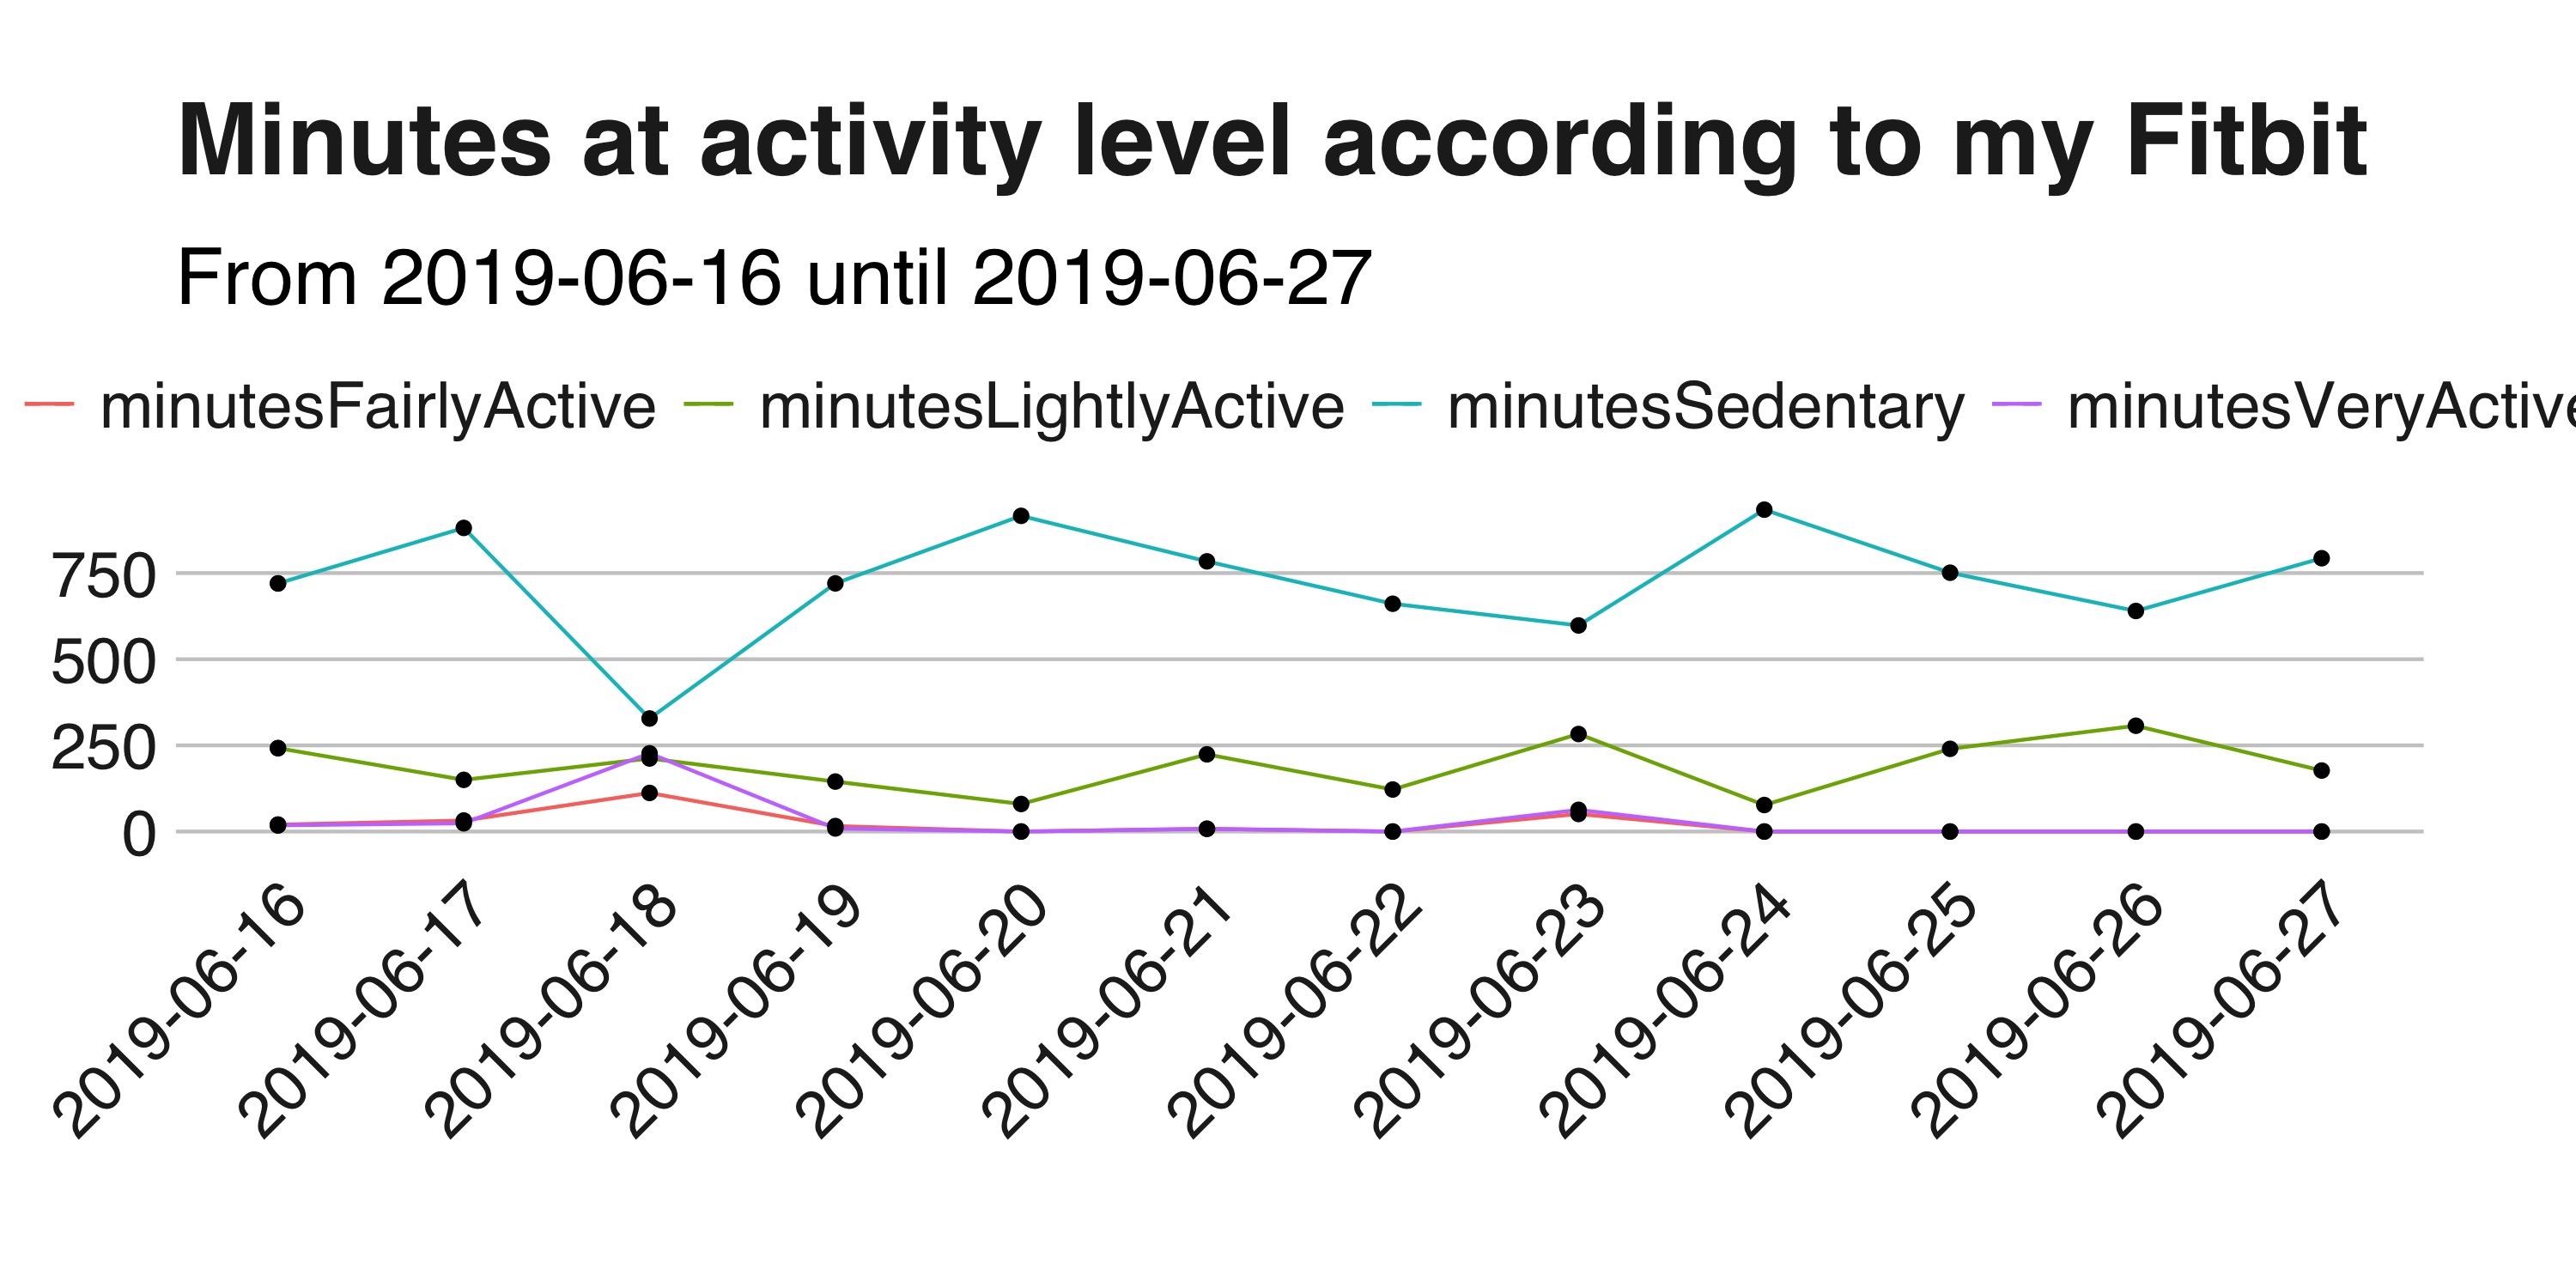 Minutes at activity level according to my Fitbit
From 2019-06-16 until 2019-06-27
minutesFairlyActive minutesLightlyActive minutesSedentary minutesVeryActive
750
500
250
0
2019-06-16 2019-06-17 2019-06-18 2019-06-19 2019-06-20 2019-06-21 2019-06-22 2019-06-23 2019-06-24 2019-06-25 2019-06-26 2019-06-27